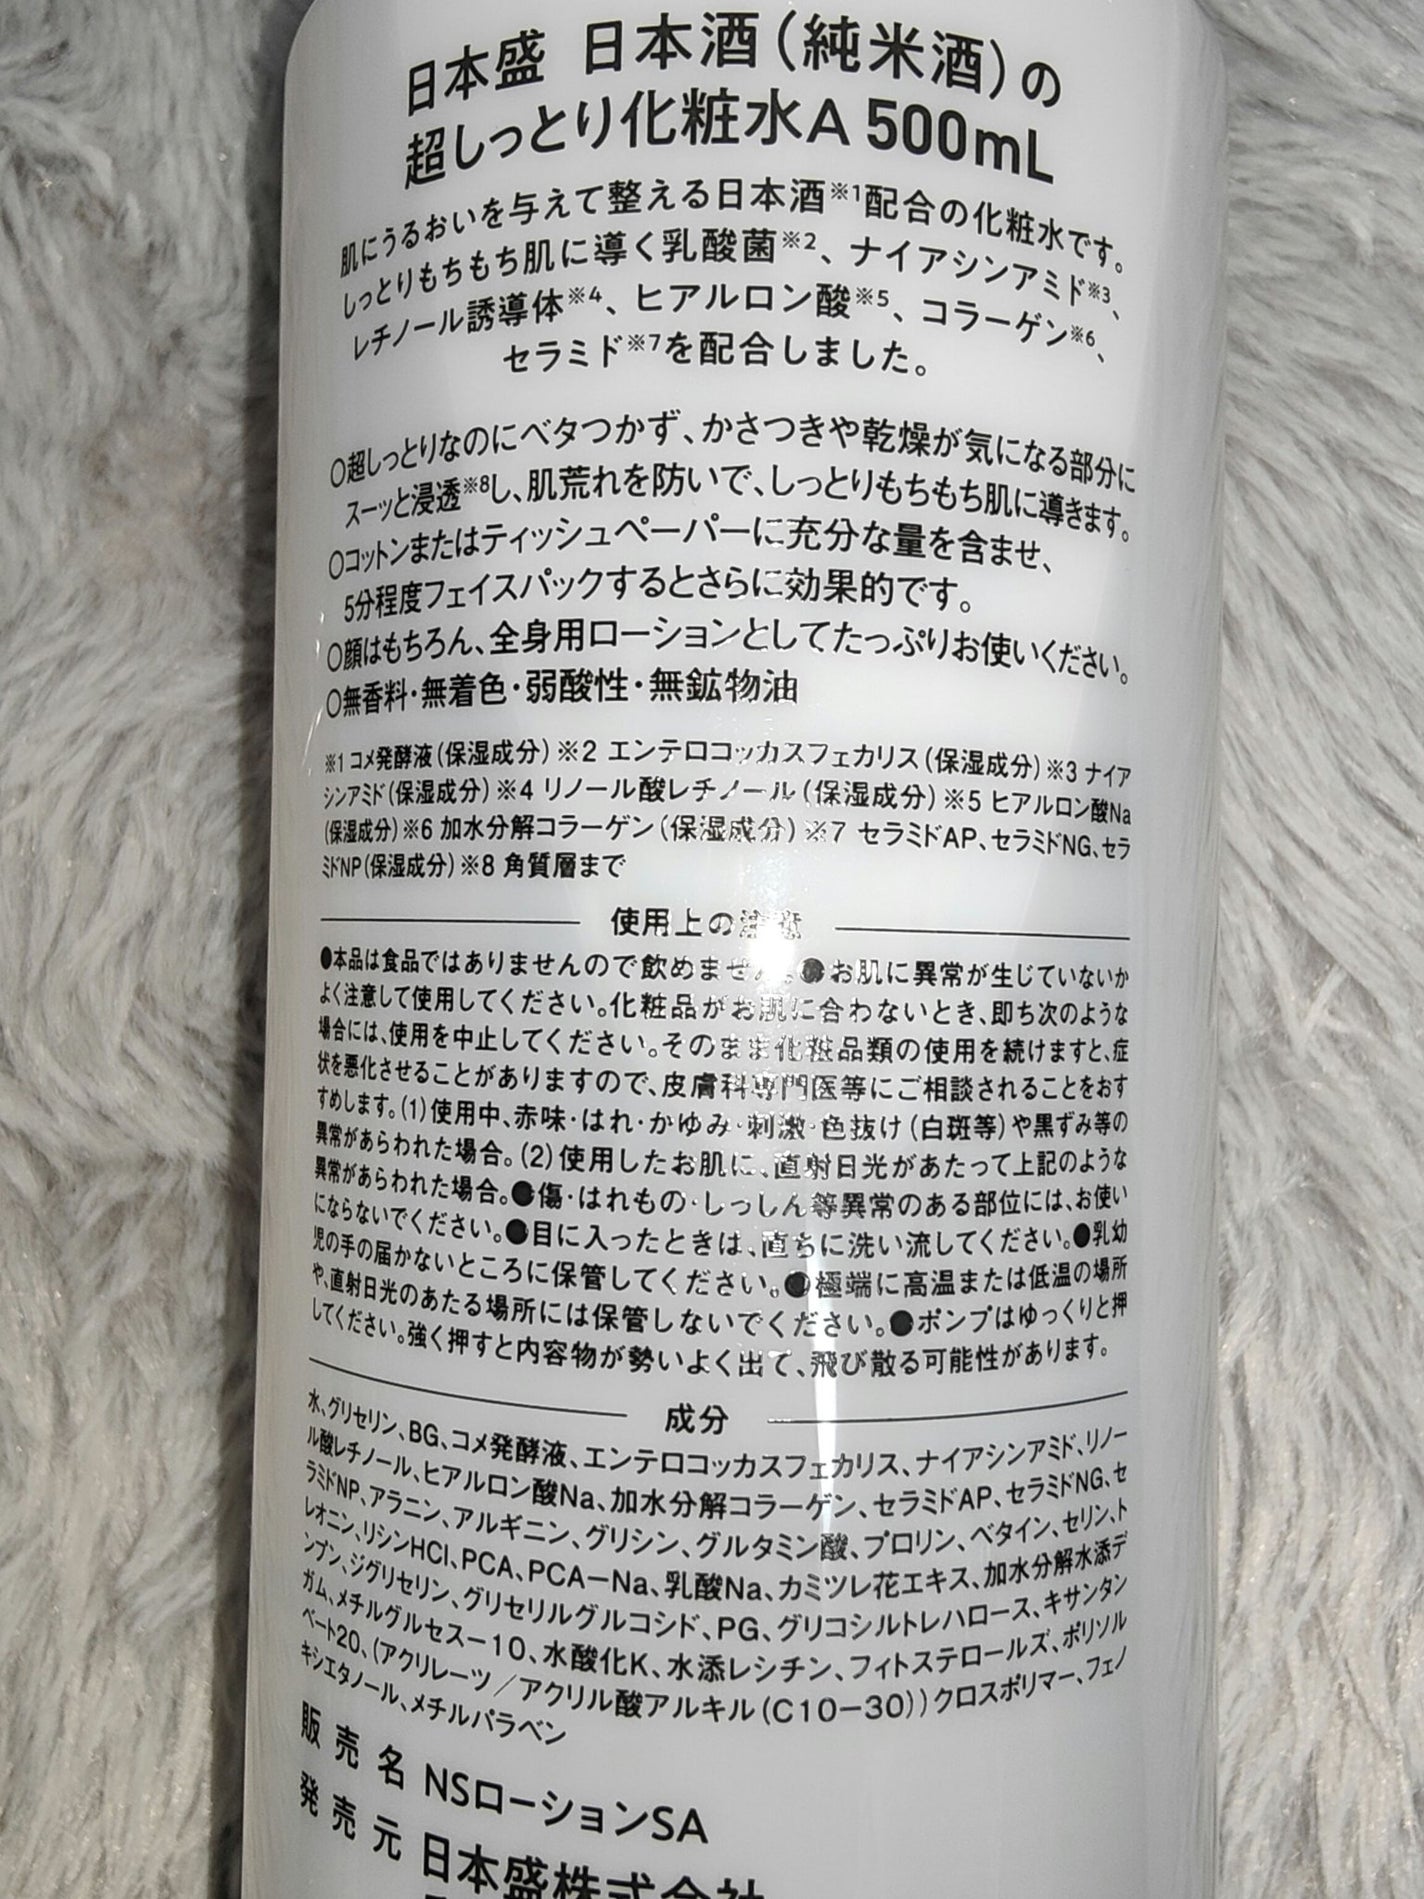 日本盛 日本酒（純米酒）の
超しっとり化粧水A 500mL
肌にうるおいを与えて整える日本酒※1配合の化粧水です。
しっとりもちもち肌に導く乳酸菌※2、ナイアシンアミド※3、
レチノール誘導体※4、ヒアルロン酸※5、コラーゲン※6、
セラミド※7を配合しました。
○超しっとりなのにベタつかず、かさつきや乾燥が気になる部分に
スーッと浸透※8し、肌荒れを防いで、しっとりもちもち肌に導きます。
○コットンまたはティッシュペーパーに充分な量を含ませ、
5分程度フェイスパックするとさらに効果的です。
○顔はもちろん、全身用ローションとしてたっぷりお使いください。
○無香料・無着色・弱酸性・無鉱物油
※1 コメ発酵液（保湿成分）※2 エンテロコッカスフェカリス（保湿成分）※3 ナイア
シンアミド（保湿成分）※4 リノール酸レチノール（保湿成分）※5 ヒアルロン酸Na
（保湿成分）※6 加水分解コラーゲン（保湿成分）※7 セラミドAP、セラミドNG、セラ
ミドNP（保湿成分）※8 角質層まで
使用上の注意
●本品は食品ではありませんので飲めません。●お肌に異常が生じていないか
よく注意して使用してください。化粧品がお肌に合わないとき、即ち次のような
場合には、使用を中止してください。そのまま化粧品類の使用を続けますと、症
状を悪化させることがありますので、皮膚科専門医等にご相談されることをおす
すめします。（1）使用中、赤味・はれ・かゆみ・刺激・色抜け（白斑等）や黒ずみ等の
異常があらわれた場合。（2）使用したお肌に、直射日光があたって上記のような
異常があらわれた場合。●傷・はれもの・しっしん等異常のある部位には、お使い
にならないでください。●目に入ったときは、直ちに洗い流してください。●乳幼
児の手の届かないところに保管してください。●極端に高温または低温の場所
や、直射日光のあたる場所には保管しないでください。●ポンプはゆっくりと押
してください。強く押すと内容物が勢いよく出て、飛び散る可能性があります。
成分
水、グリセリン、BG、コメ発酵液、エンテロコッカスフェカリス、ナイアシンアミド、リノー
ル酸レチノール、ヒアルロン酸Na、加水分解コラーゲン、セラミドAP、セラミドNG、セ
ラミドNP、アラニン、アルギニン、グリシン、グルタミン酸、プロリン、ベタイン、セリン、ト
レオニン、リシンHCl、PCA、PCA－Na、乳酸Na、カミツレ花エキス、加水分解水添デ
ンプン、ジグリセリン、グリセリルグルコシド、PG、グリコシルトレハロース、キサンタン
ガム、メチルグルセス－10、水酸化K、水添レシチン、フィトステロールズ、ポリソル
ベート20、（アクリレーツ／アクリル酸アルキル（C10－30））クロスポリマー、フェノ
キシエタノール、メチルパラベン
販売名 NSローションSA
発売元 日本盛株式会社